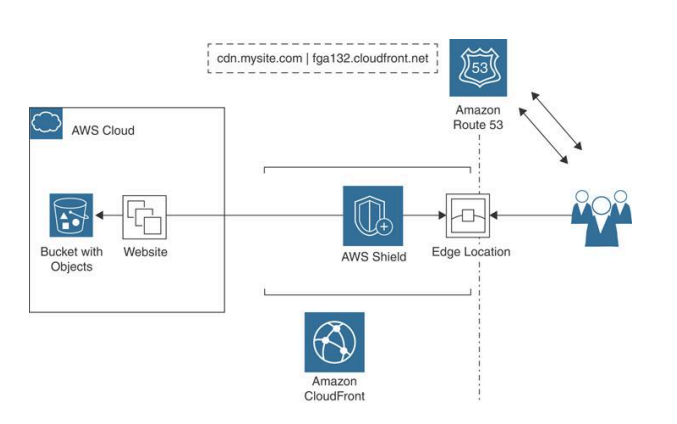 cdn.mysite.com | fga132.cloudfront.net
53
Amazon
Route 53
AWS Cloud
Bucket with
Objects
Website
AWS Shield
Edge Location
Amazon
CloudFront